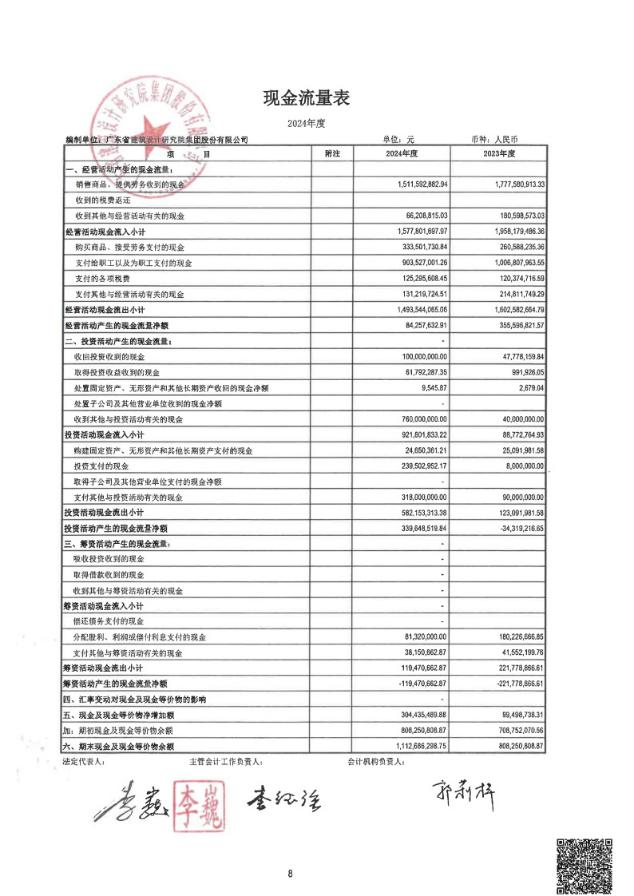 现金流量表
2024年度
编制单位：广东省建筑设计研究院集团股份有限公司 单位：元 币种：人民币
项 目 附注 2024年度 2023年度
一、经营活动产生的现金流量：
销售商品、提供劳务收到的现金 1,511,592,882.94 1,777,580,913.33
收到的税费返还
收到其他与经营活动有关的现金 66,208,815.03 180,598,573.03
经营活动现金流入小计 1,577,801,697.97 1,958,179,486.36
购买商品、接受劳务支付的现金 333,501,730.84 260,588,235.36
支付给职工以及为职工支付的现金 903,527,001.26 1,006,807,963.55
支付的各项税费 125,295,608.45 120,374,716.59
支付其他与经营活动有关的现金 131,219,724.51 214,811,749.29
经营活动现金流出小计 1,493,544,065.06 1,602,582,664.79
经营活动产生的现金流量净额 84,257,632.91 355,596,821.57
二、投资活动产生的现金流量： -
收回投资收到的现金 100,000,000.00 47,778,159.84
取得投资收益收到的现金 61,792,287.35 991,926.05
处置固定资产、无形资产和其他长期资产收回的现金净额 9,545.87 2,679.04
处置子公司及其他营业单位收到的现金净额 -
收到其他与投资活动有关的现金 760,000,000.00 40,000,000.00
投资活动现金流入小计 921,801,833.22 88,772,764.93
购建固定资产、无形资产和其他长期资产支付的现金 24,650,361.21 25,091,981.58
投资支付的现金 239,502,952.17 8,000,000.00
取得子公司及其他营业单位支付的现金净额 -
支付其他与投资活动有关的现金 318,000,000.00 90,000,000.00
投资活动现金流出小计 582,153,313.38 123,091,981.58
投资活动产生的现金流量净额 339,648,519.84 -34,319,216.65
三、筹资活动产生的现金流量： -
吸收投资收到的现金 -
取得借款收到的现金 -
收到其他与筹资活动有关的现金 -
筹资活动现金流入小计 -
偿还债务支付的现金 -
分配股利、利润或偿付利息支付的现金 81,320,000.00 180,226,666.85
支付其他与筹资活动有关的现金 38,150,662.87 41,552,199.76
筹资活动现金流出小计 119,470,662.87 221,778,866.61
筹资活动产生的现金流量净额 -119,470,662.87 -221,778,866.61
四、汇率变动对现金及现金等价物的影响 -
五、现金及现金等价物净增加额 304,435,489.88 99,498,738.31
加：期初现金及现金等价物余额 808,250,808.87 708,752,070.56
六、期末现金及现金等价物余额 1,112,686,298.75 808,250,808.87
法定代表人： 主管会计工作负责人： 会计机构负责人：
李巍
8